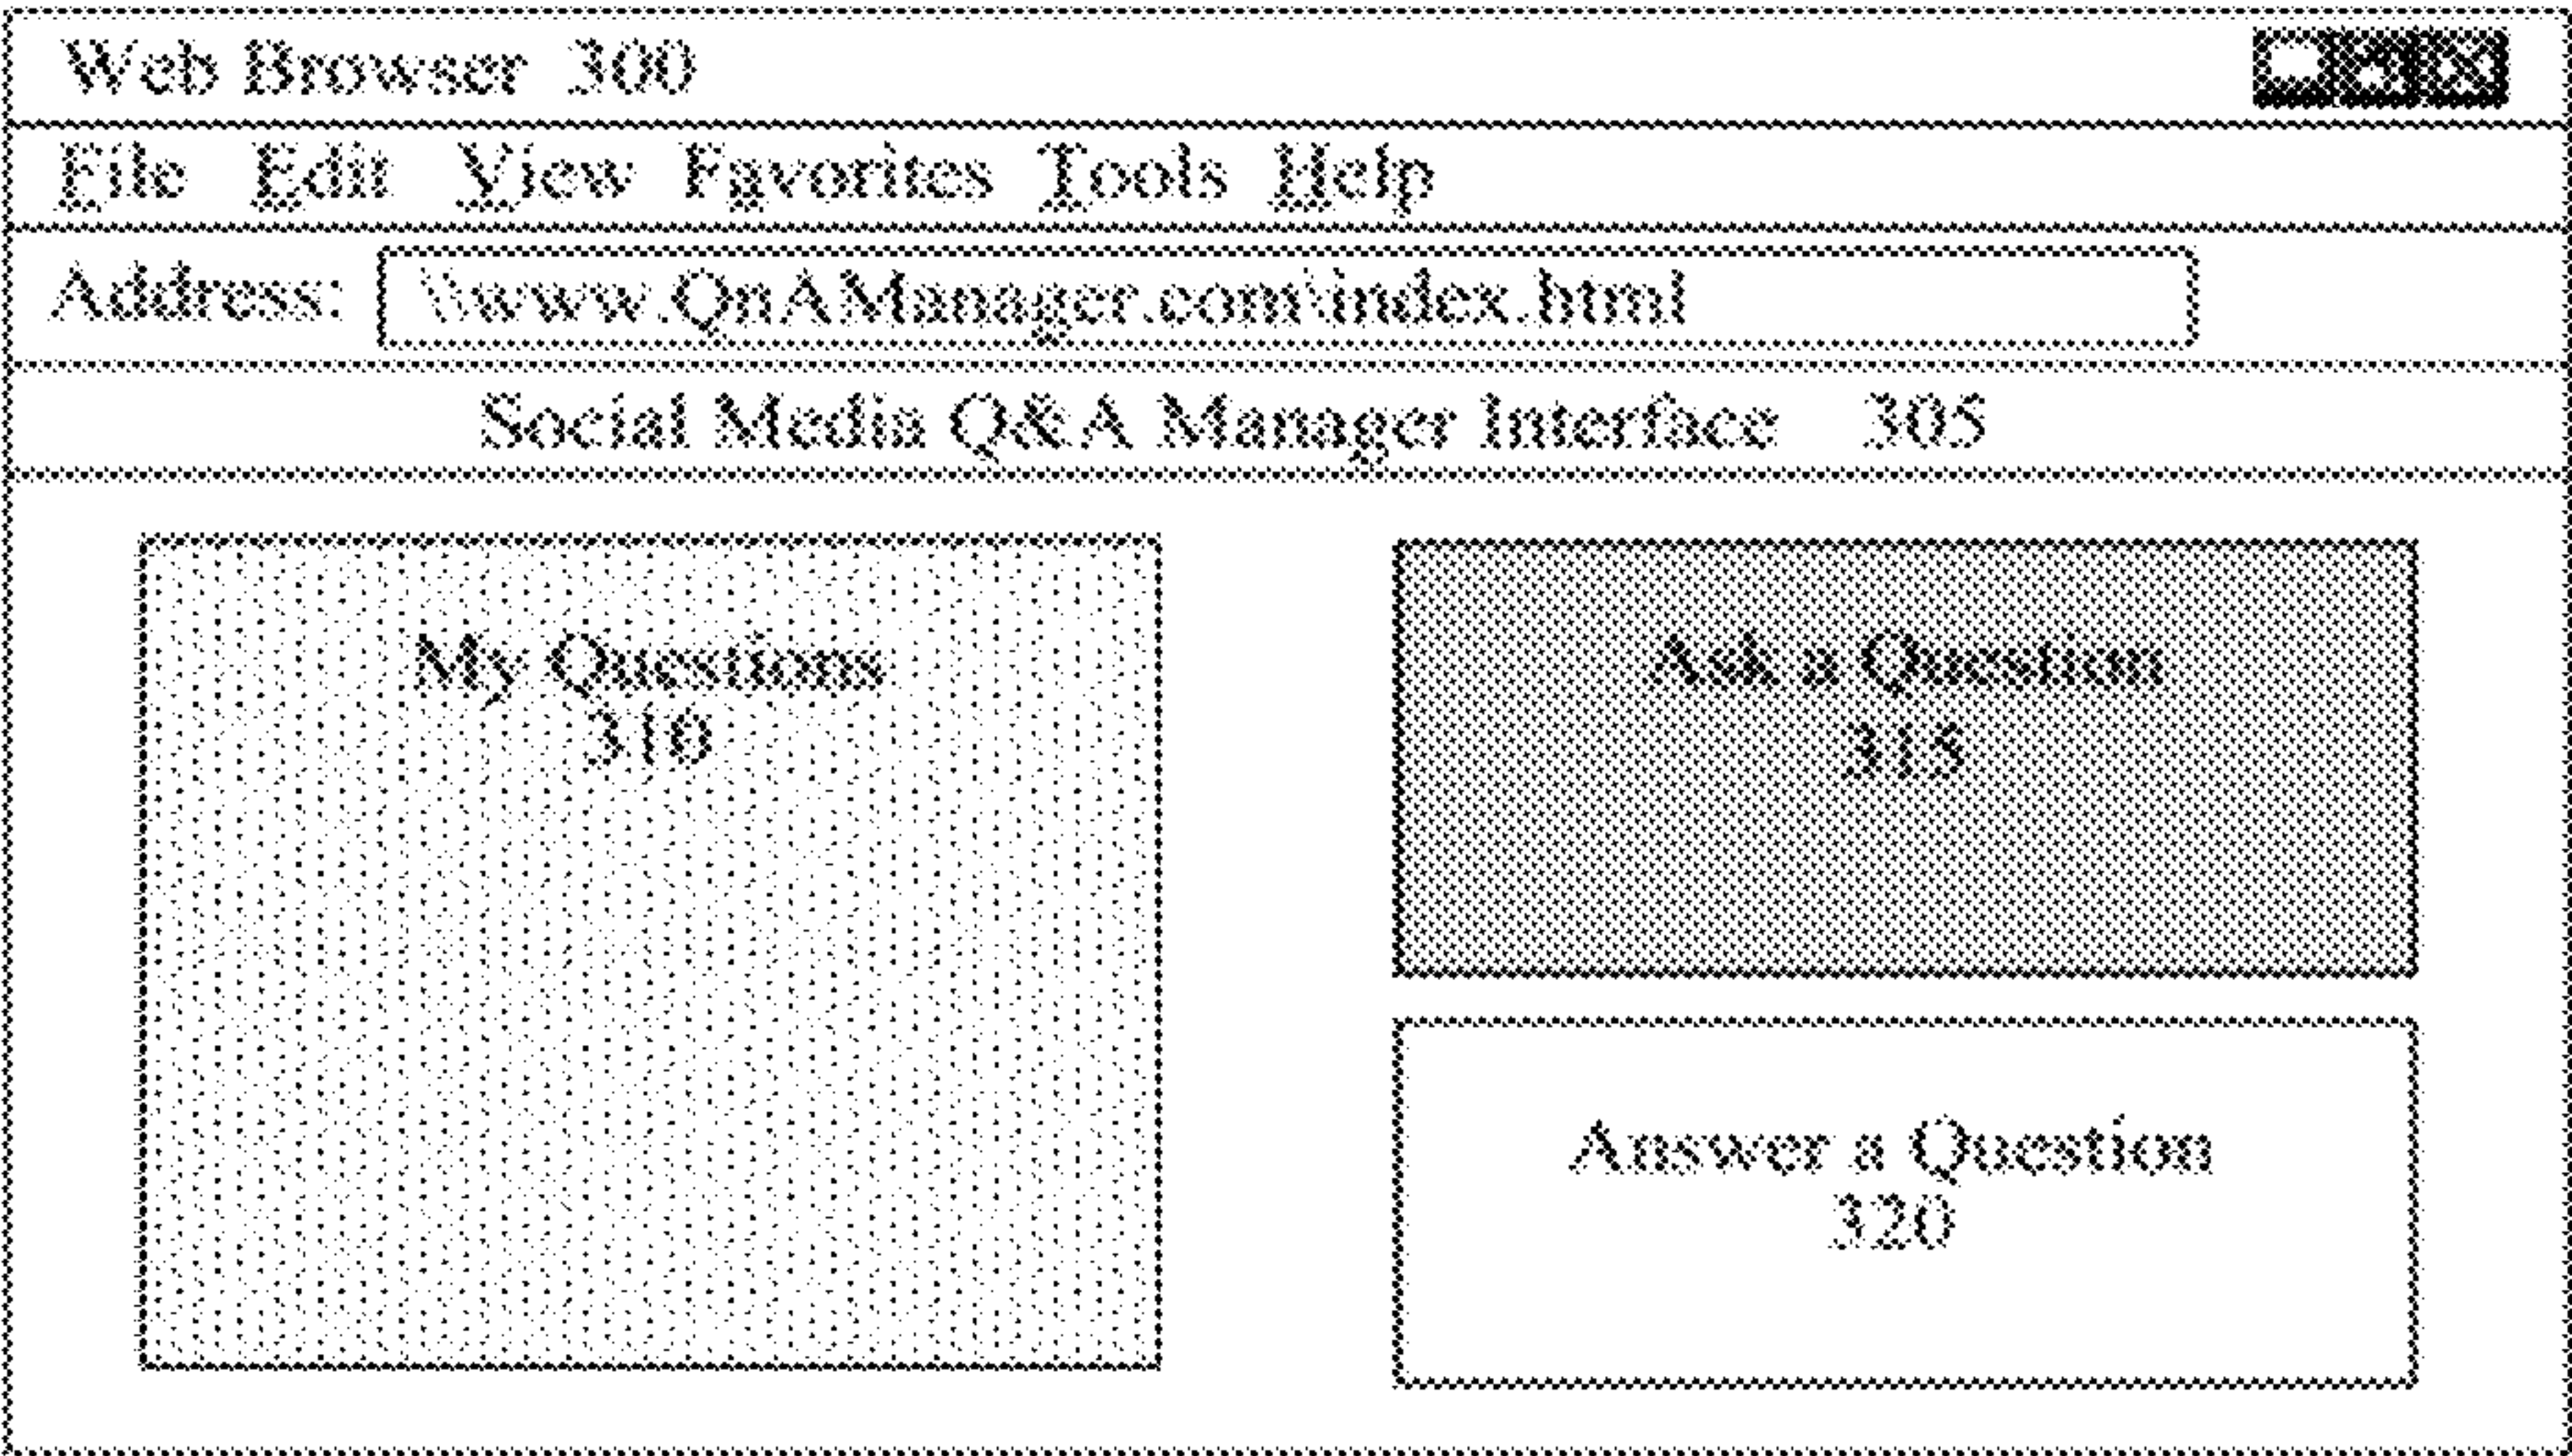 Web Browser 300
File Edit View Favorites Tools Help
Address: \\www.QnAManager.com\index.html
Social Media Q&A Manager Interface 305
My Questions
310
Ask a Question
315
Answer a Question
320